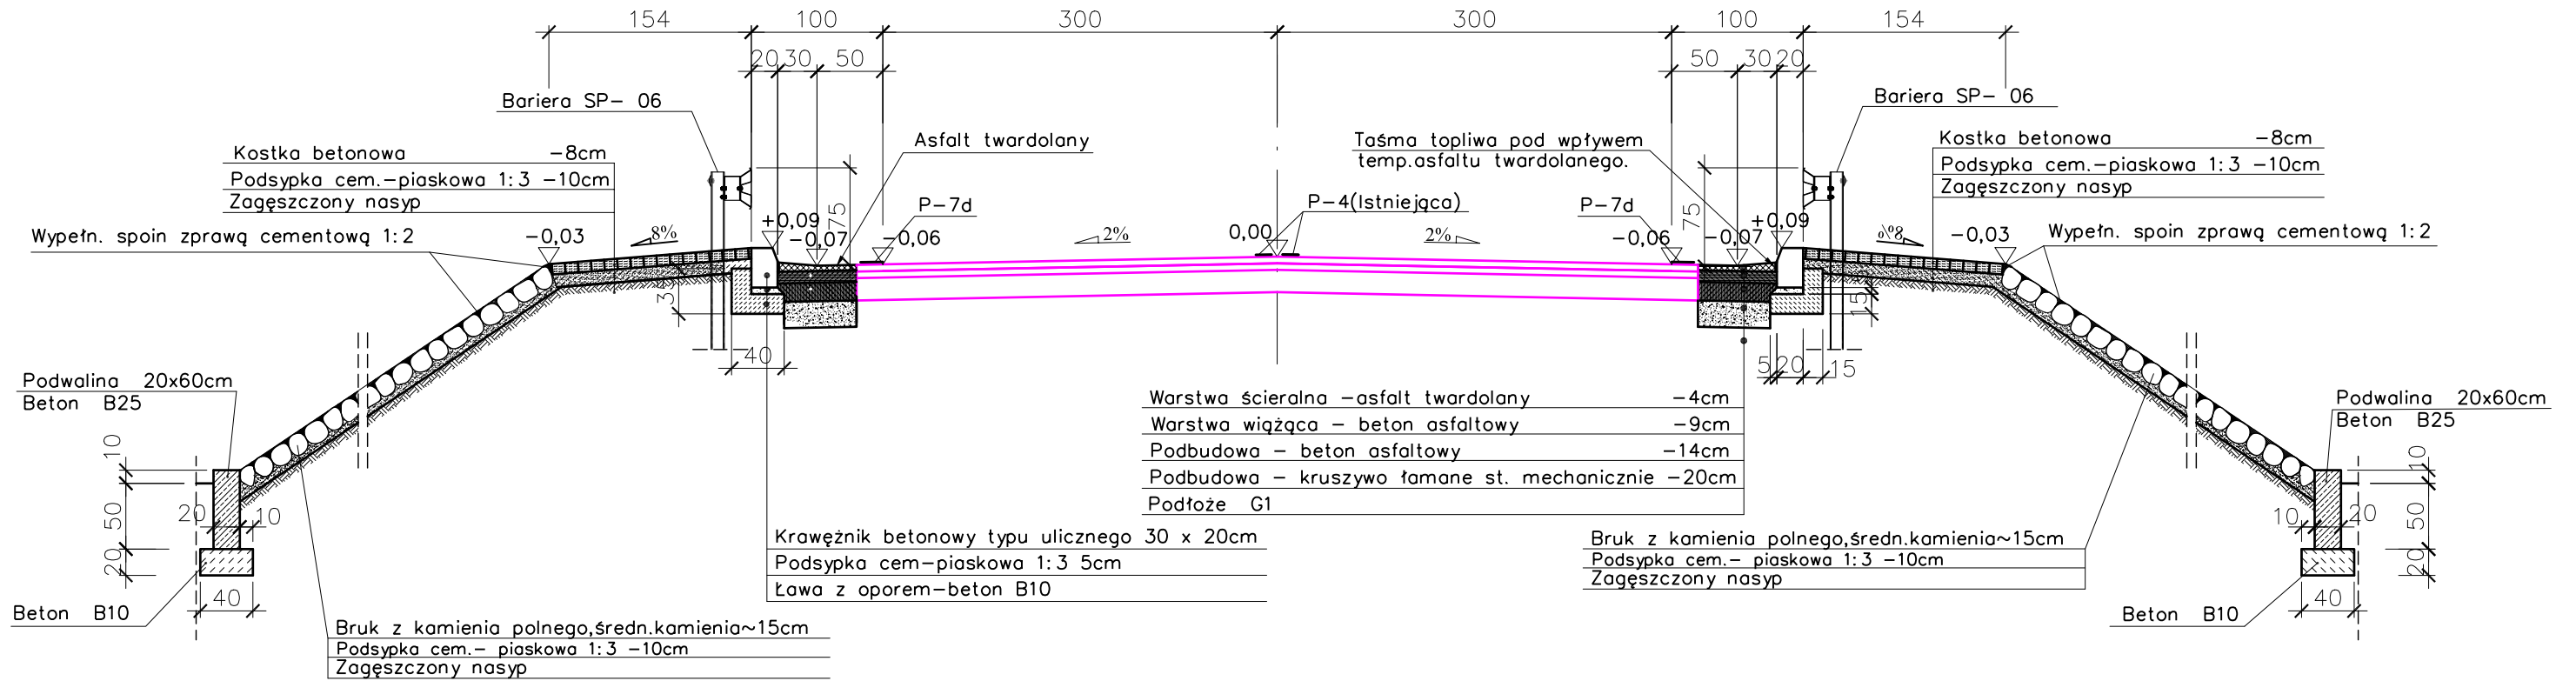 154 100 300 300 100 154
20 30 50 50 30 20
Bariera SP- 06
Bariera SP- 06
Asfalt twardolany
Taśma topliwa pod wpływem
temp.asfaltu twardolanego.
Kostka betonowa -8cm
Podsypka cem.-piaskowa 1:3 -10cm
Zagęszczony nasyp
Kostka betonowa -8cm
Podsypka cem.-piaskowa 1:3 -10cm
Zagęszczony nasyp
P-7d
P-4(Istniejąca)
P-7d
Wypełn. spoin zprawą cementową 1:2
-0,03
8%
+0,09
-0,07
75
-0,06
2%
0,00
2%
-0,06
75
-0,07
+0,09
8%
-0,03
Wypełn. spoin zprawą cementową 1:2
35
15
40
5 20 15
Podwalina 20x60cm
Beton B25
Podwalina 20x60cm
Beton B25
Warstwa ścieralna -asfalt twardolany -4cm
Warstwa wiążąca - beton asfaltowy -9cm
Podbudowa - beton asfaltowy -14cm
Podbudowa - kruszywo łamane st. mechanicznie -20cm
Podłoże G1
10
50
20
20 10
40
10
50
20
10 20
40
Krawężnik betonowy typu ulicznego 30 x 20cm
Podsypka cem-piaskowa 1:3 5cm
Ława z oporem-beton B10
Bruk z kamienia polnego,średn.kamienia~15cm
Podsypka cem.- piaskowa 1:3 -10cm
Zagęszczony nasyp
Beton B10
Beton B10
Bruk z kamienia polnego,średn.kamienia~15cm
Podsypka cem.- piaskowa 1:3 -10cm
Zagęszczony nasyp